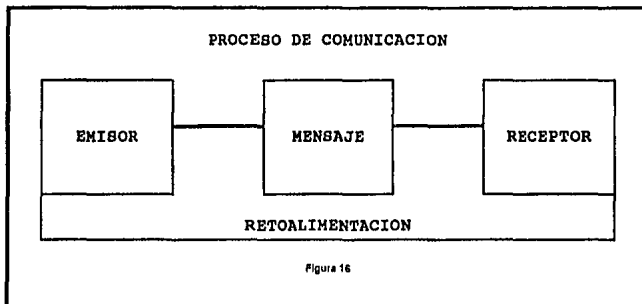 PROCESO DE COMUNICACION
EMISOR MENSAJE RECEPTOR
RETOALIMENTACION
Figura 16